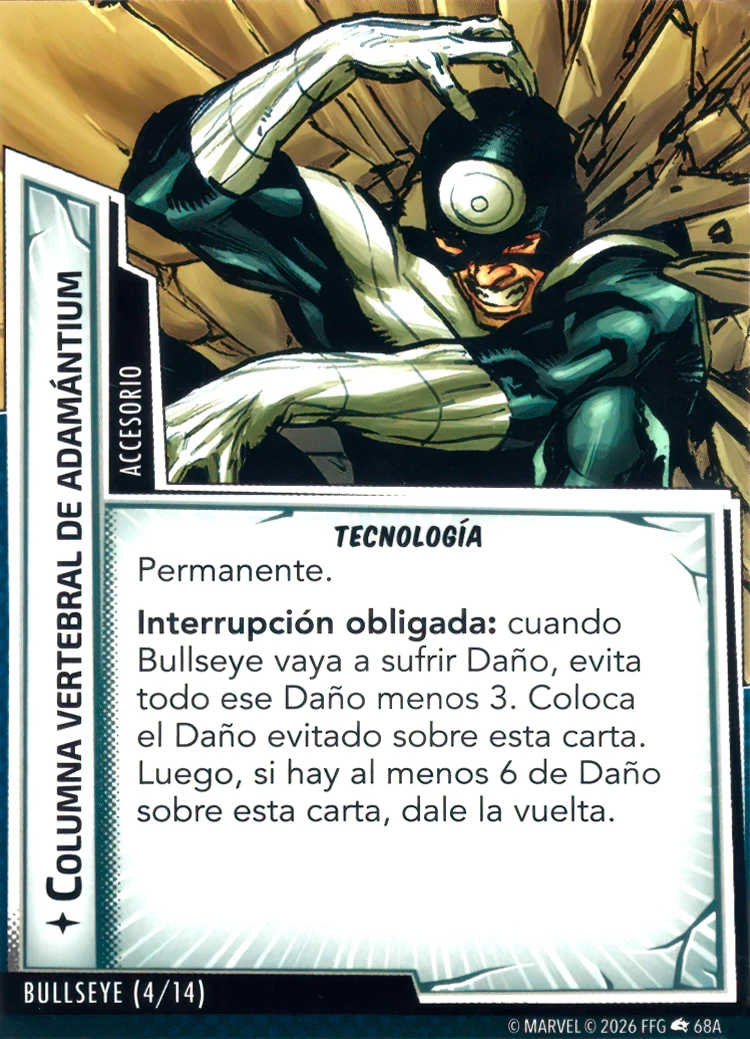 COLUMNA VERTEBRAL DE ADAMÁNTIUM
ACCESORIO
TECNOLOGÍA
Permanente.
Interrupción obligada: cuando
Bullseye vaya a sufrir Daño, evita
todo ese Daño menos 3. Coloca
el Daño evitado sobre esta carta.
Luego, si hay al menos 6 de Daño
sobre esta carta, dale la vuelta.
BULLSEYE (4/14)
© MARVEL © 2026 FFG 68A